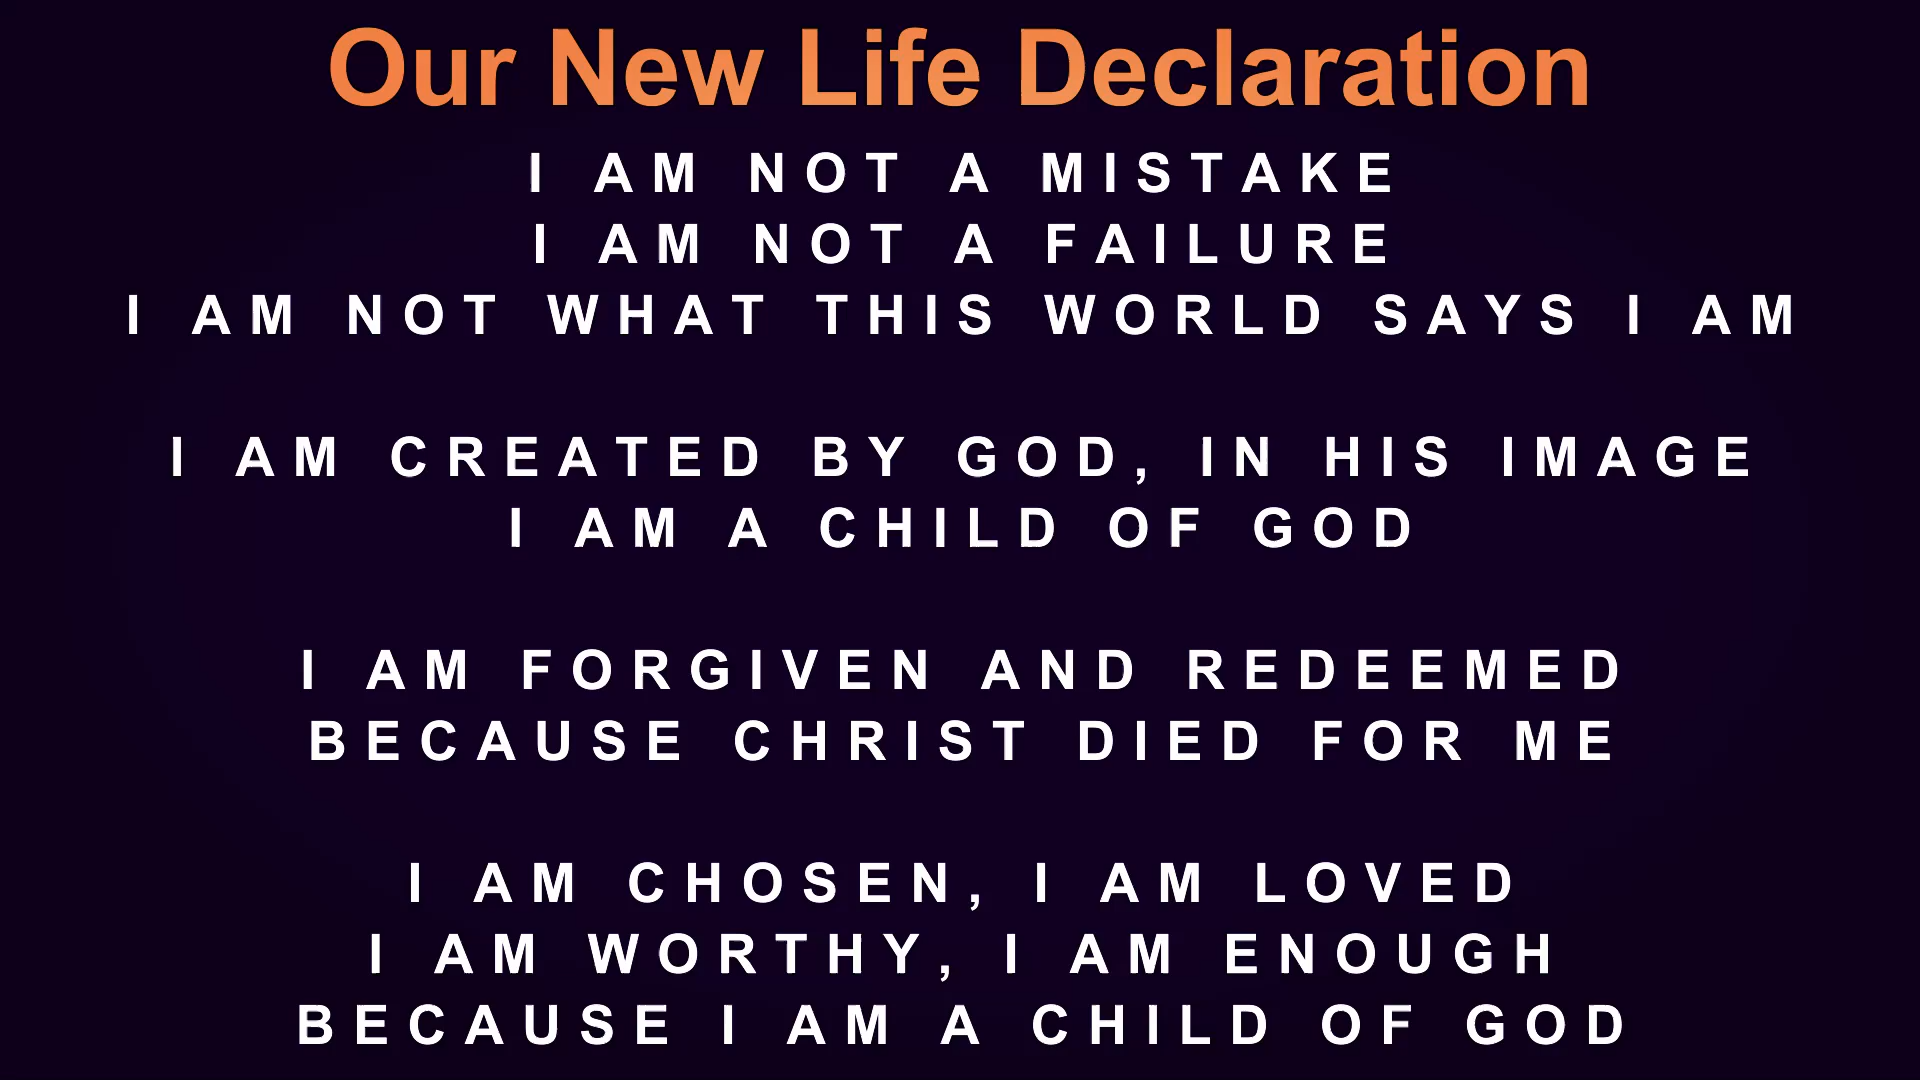 Our New Life Declaration
I AM NOT A MISTAKE
I AM NOT A FAILURE
I AM NOT WHAT THIS WORLD SAYS I AM
I AM CREATED BY GOD, IN HIS IMAGE
I AM A CHILD OF GOD
I AM FORGIVEN AND REDEEMED
BECAUSE CHRIST DIED FOR ME
I AM CHOSEN, I AM LOVED
I AM WORTHY, I AM ENOUGH
BECAUSE I AM A CHILD OF GOD